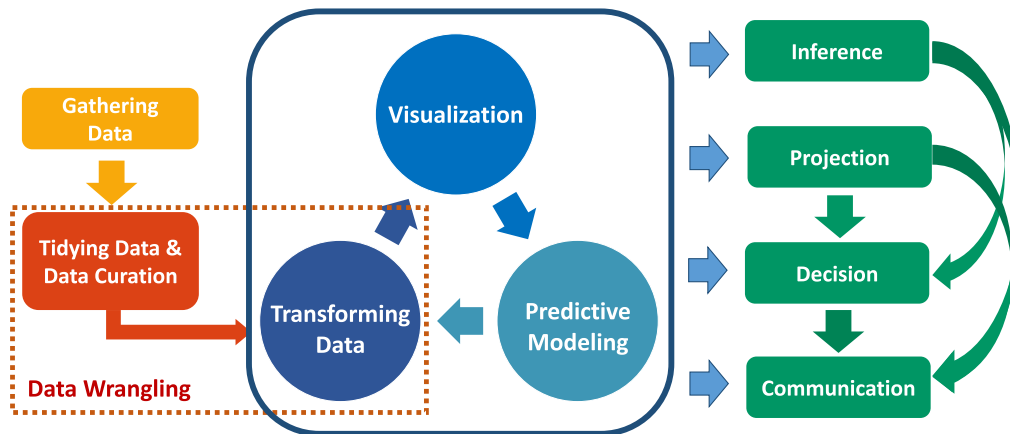 Gathering
Data
Tidying Data &
Data Curation
Data Wrangling
Visualization
Transforming
Data
Predictive
Modeling
Inference
Projection
Decision
Communication